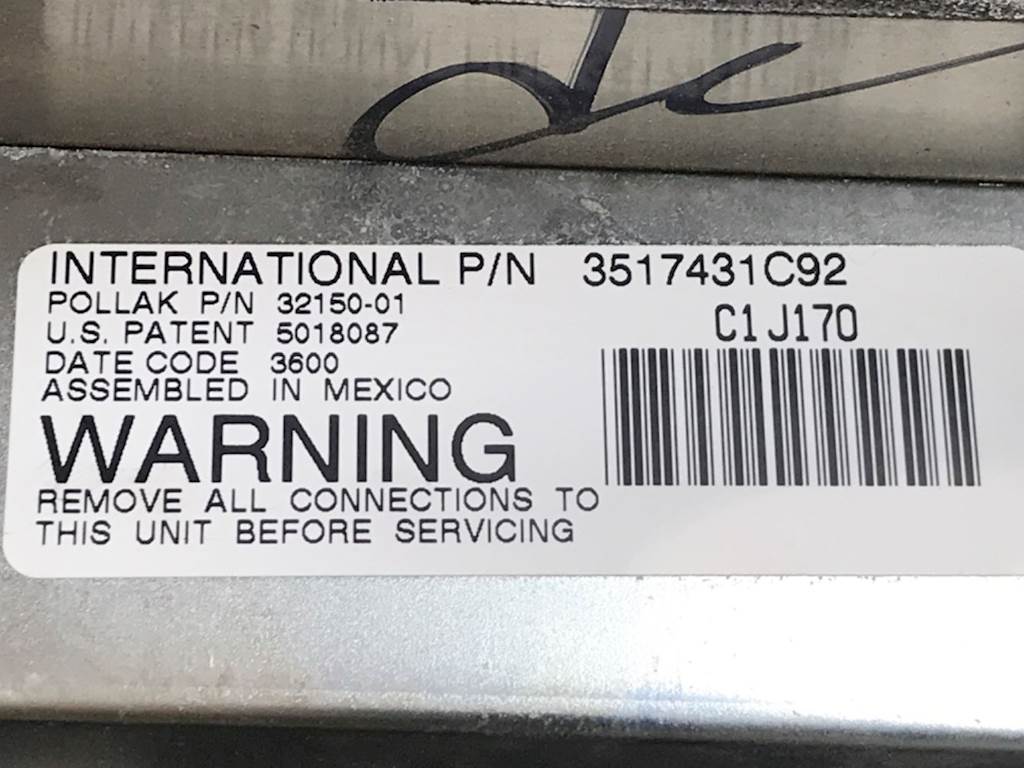 INTERNATIONAL P/N 3517431C92
POLLAK P/N 32150-01
U.S. PATENT 5018087
DATE CODE 3600
ASSEMBLED IN MEXICO
WARNING
REMOVE ALL CONNECTIONS TO
THIS UNIT BEFORE SERVICING
C1J170